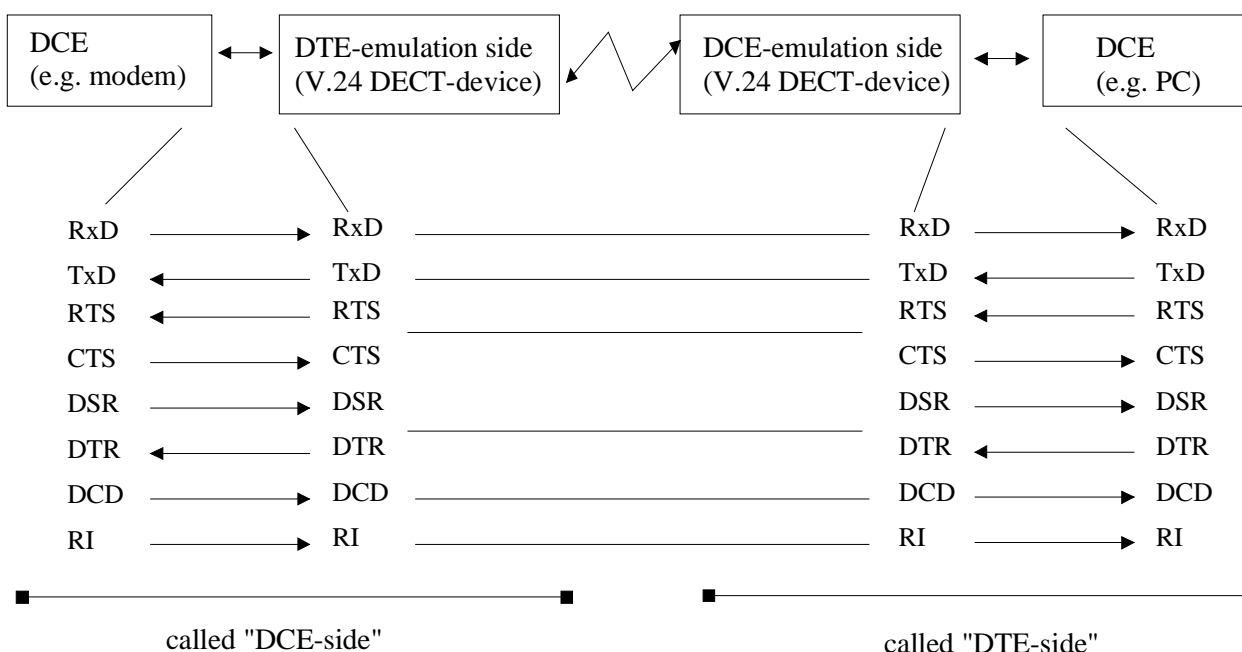 DCE
(e.g. modem)
DTE-emulation side
(V.24 DECT-device)
DCE-emulation side
(V.24 DECT-device)
DCE
(e.g. PC)
RxD RxD RxD RxD
TxD TxD TxD TxD
RTS RTS RTS RTS
CTS CTS CTS CTS
DSR DSR DSR DSR
DTR DTR DTR DTR
DCD DCD DCD DCD
RI RI RI RI
called "DCE-side" called "DTE-side"